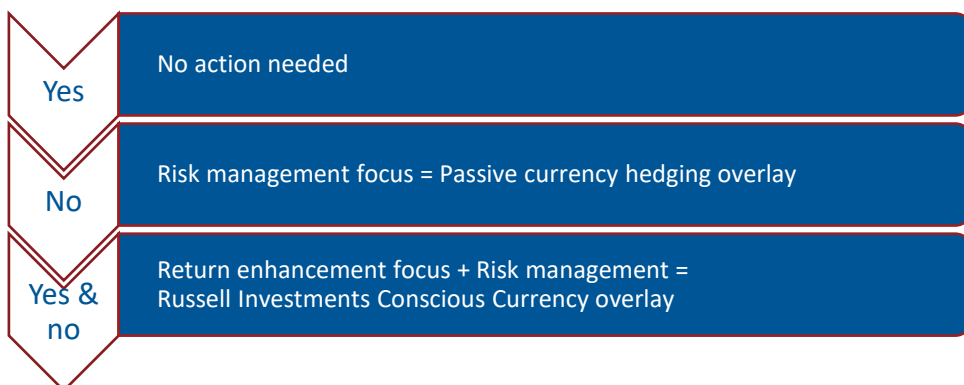 Yes
No action needed
No
Risk management focus = Passive currency hedging overlay
Yes &
no
Return enhancement focus + Risk management =
Russell Investments Conscious Currency overlay